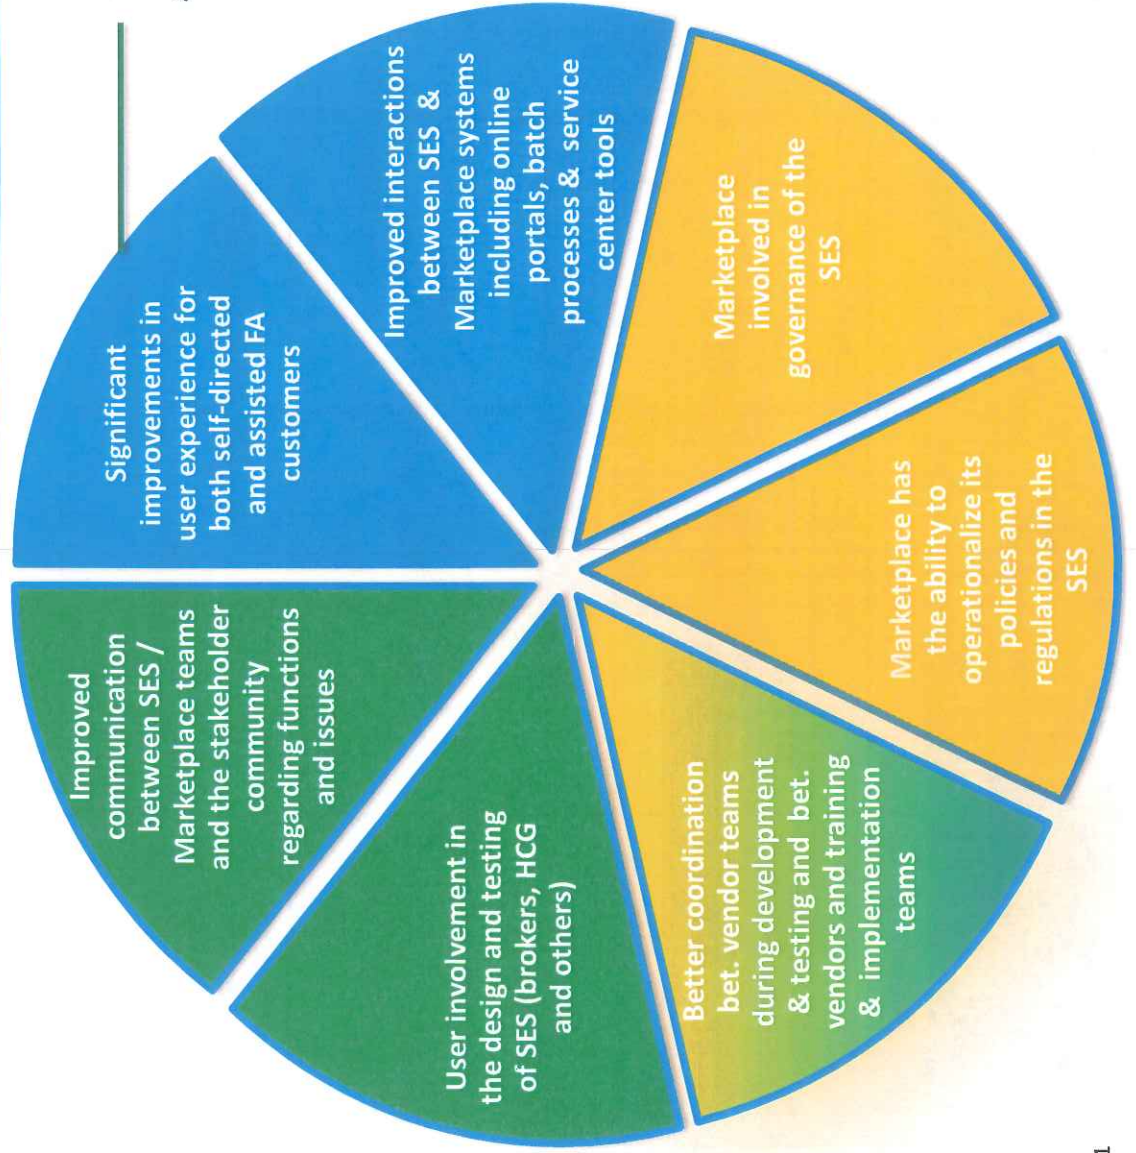 Significant
improvements in
user experience for
both self-directed
and assisted FA
customers
Improved interactions
between SES &
Marketplace systems
including online
portals, batch
processes & service
center tools
Marketplace
involved in
governance of the
SES
Marketplace has
the ability to
operationalize its
policies and
regulations in the
SES
Better coordination
bet. vendor teams
during development
& testing and bet.
vendors and training
& implementation
teams
User involvement in
the design and testing
of SES (brokers, HCG
and others)
Improved
communication
between SES /
Marketplace teams
and the stakeholder
community
regarding functions
and issues
1